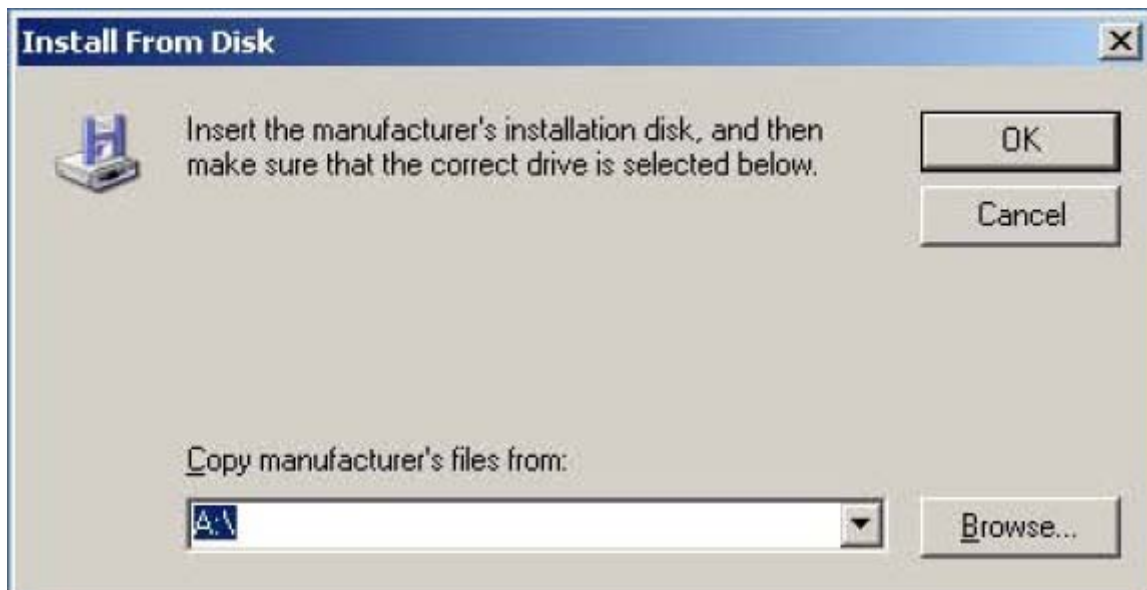 Install From Disk
Insert the manufacturer's installation disk, and then
make sure that the correct drive is selected below.
OK
Cancel
Copy manufacturer's files from:
A:\
Browse...